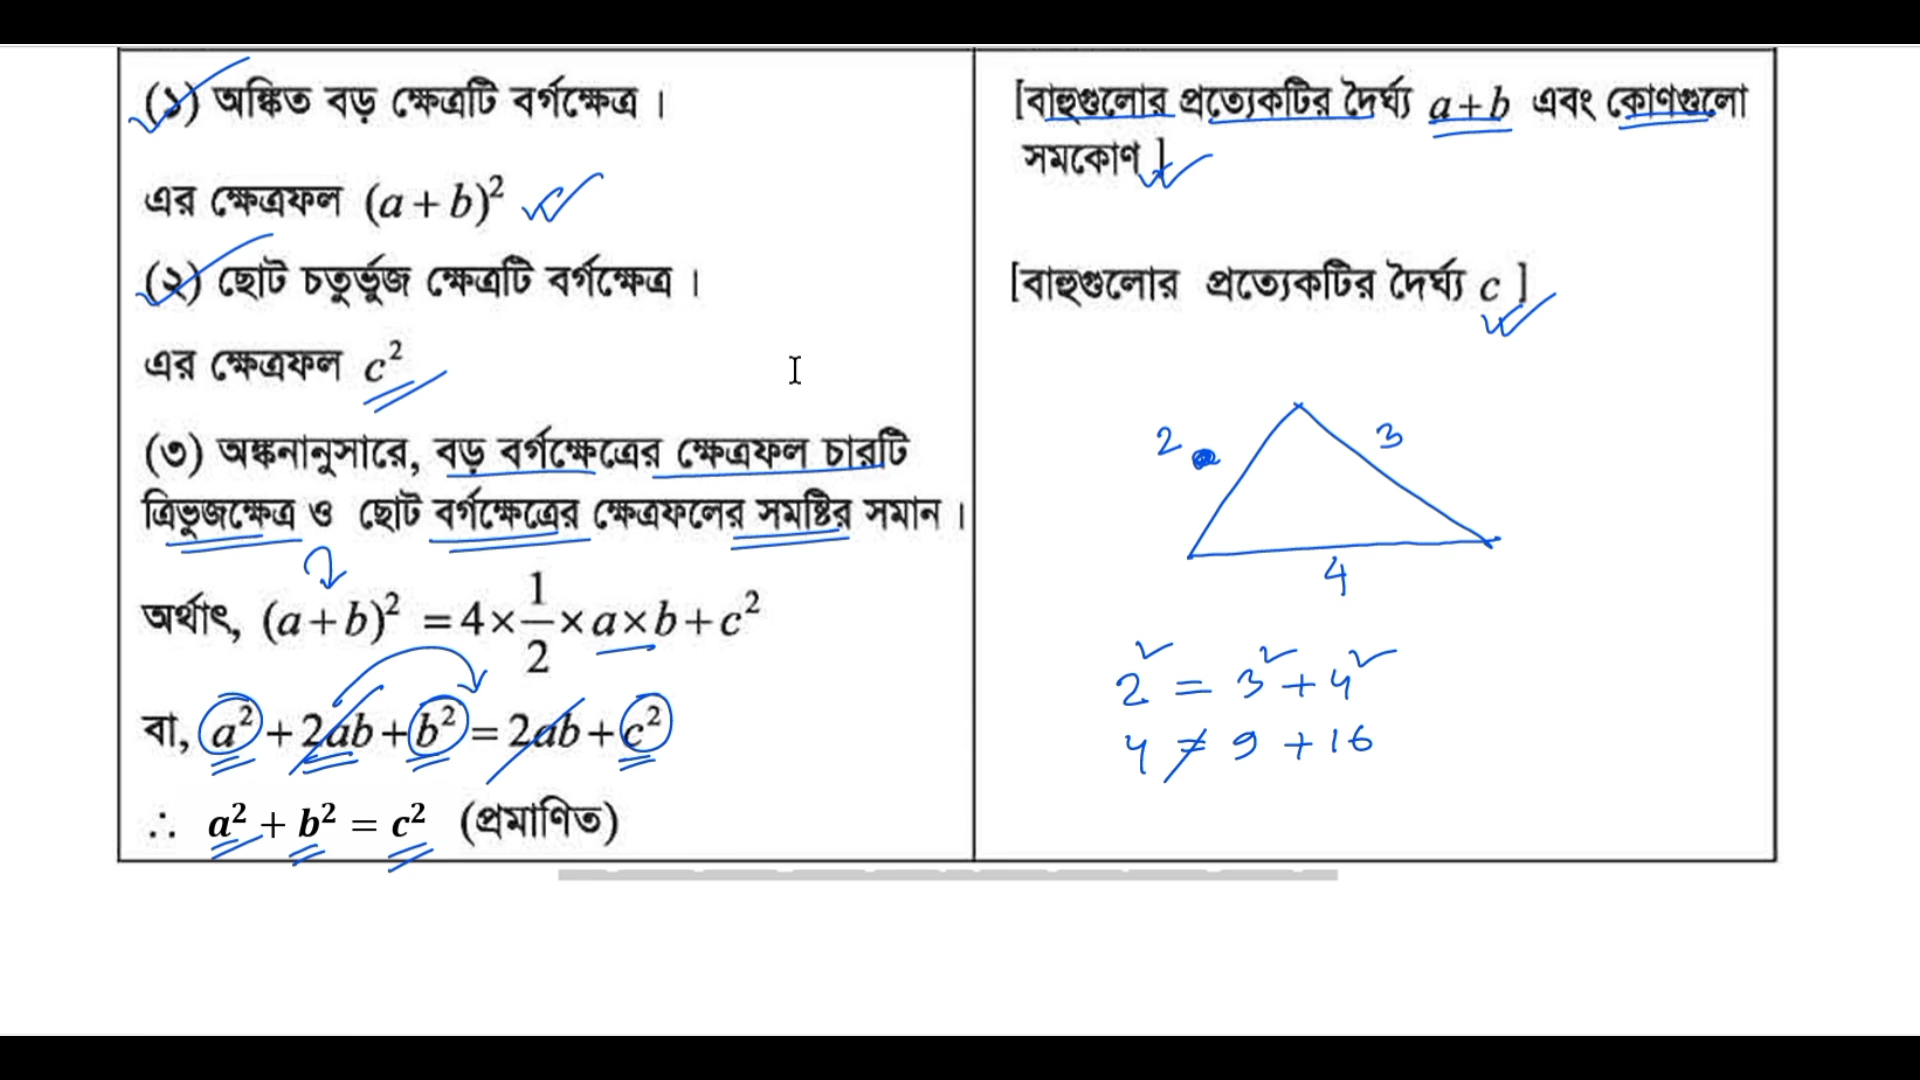 (১) অঙ্কিত বড় ক্ষেত্রটি বর্গক্ষেত্র।
এর ক্ষেত্রফল (a+b)²
(২) ছোট চতুর্ভুজ ক্ষেত্রটি বর্গক্ষেত্র।
এর ক্ষেত্রফল c²
(৩) অঙ্কনানুসারে, বড় বর্গক্ষেত্রের ক্ষেত্রফল চারটি
ত্রিভুজক্ষেত্র ও ছোট বর্গক্ষেত্রের ক্ষেত্রফলের সমষ্টির সমান।
অর্থাৎ, (a+b)² = 4×1/2×a×b+c²
বা, a²+2ab+b² = 2ab+c²
∴ a² + b² = c² (প্রমাণিত)
[বাহুগুলোর প্রত্যেকটির দৈর্ঘ্য a+b এবং কোণগুলো
সমকোণ]
[বাহুগুলোর প্রত্যেকটির দৈর্ঘ্য c ]
2 3
4
2² = 3² + 4²
4 ≠ 9 + 16